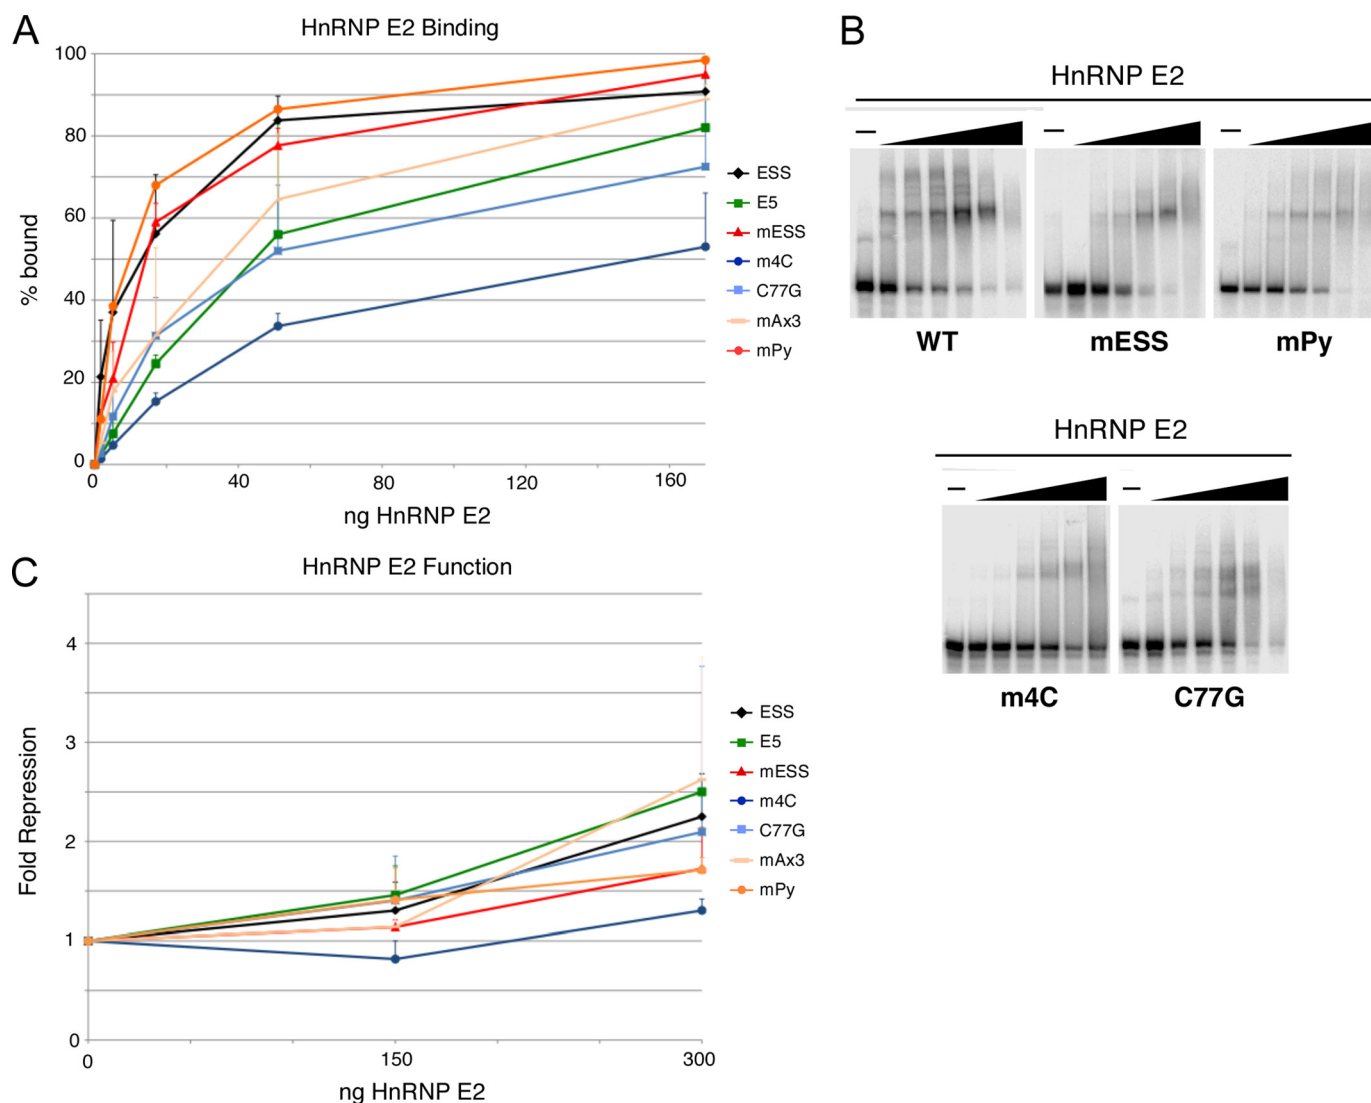 A
HnRNP E2 Binding
100
80
60
40
20
0
% bound
0 40 80 120 160
ng HnRNP E2
ESS
E5
mESS
m4C
C77G
mAx3
mPy
B
HnRNP E2
WT mESS mPy
HnRNP E2
m4C C77G
C
HnRNP E2 Function
4
3
2
1
0
Fold Repression
0 150 300
ng HnRNP E2
ESS
E5
mESS
m4C
C77G
mAx3
mPy